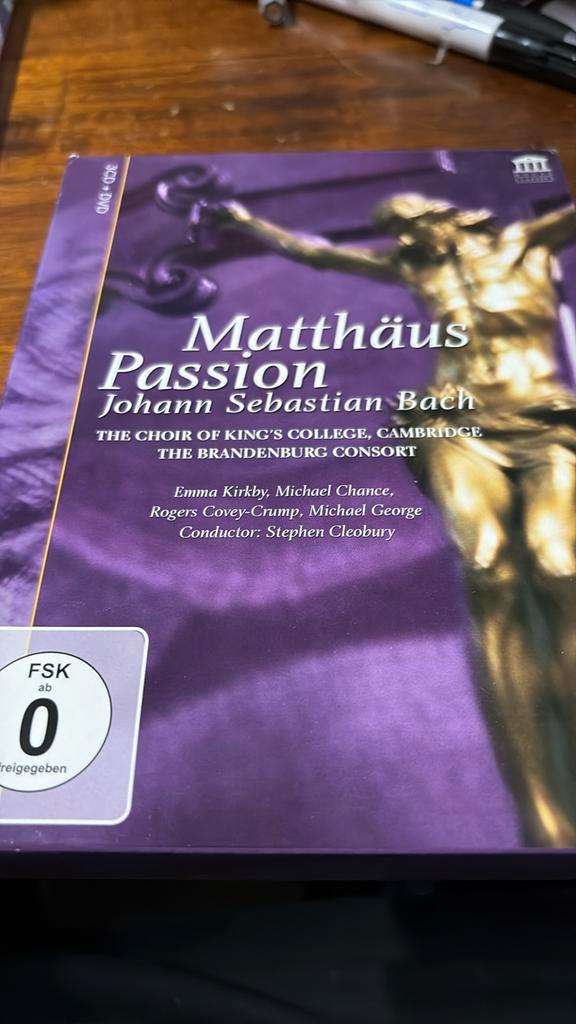 3CD + DVD
Matthäus
Passion
Johann Sebastian Bach
THE CHOIR OF KING'S COLLEGE, CAMBRIDGE
THE BRANDENBURG CONSORT
Emma Kirkby, Michael Chance,
Rogers Covey-Crump, Michael George
Conductor: Stephen Cleobury
FSK
ab
0
freigegeben